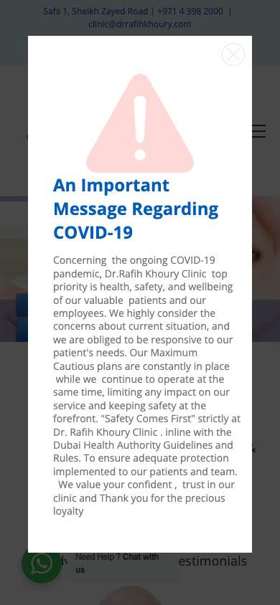 Safa 1, Sheikh Zayed Road | +971 4 398 2000 |
clinic@drrafihkhoury.com
An Important
Message Regarding
COVID-19
Concerning the ongoing COVID-19
pandemic, Dr.Rafih Khoury Clinic top
priority is health, safety, and wellbeing
of our valuable patients and our
employees. We highly consider the
concerns about current situation, and
we are obliged to be responsive to our
patient's needs. Our Maximum
Cautious plans are constantly in place
while we continue to operate at the
same time, limiting any impact on our
service and keeping safety at the
forefront. "Safety Comes First" strictly at
Dr. Rafih Khoury Clinic . inline with the
Dubai Health Authority Guidelines and
Rules. To ensure adequate protection
implemented to our patients and team.
We value your confident , trust in our
clinic and Thank you for the precious
loyalty
Need Help ? Chat with
us
estimonials